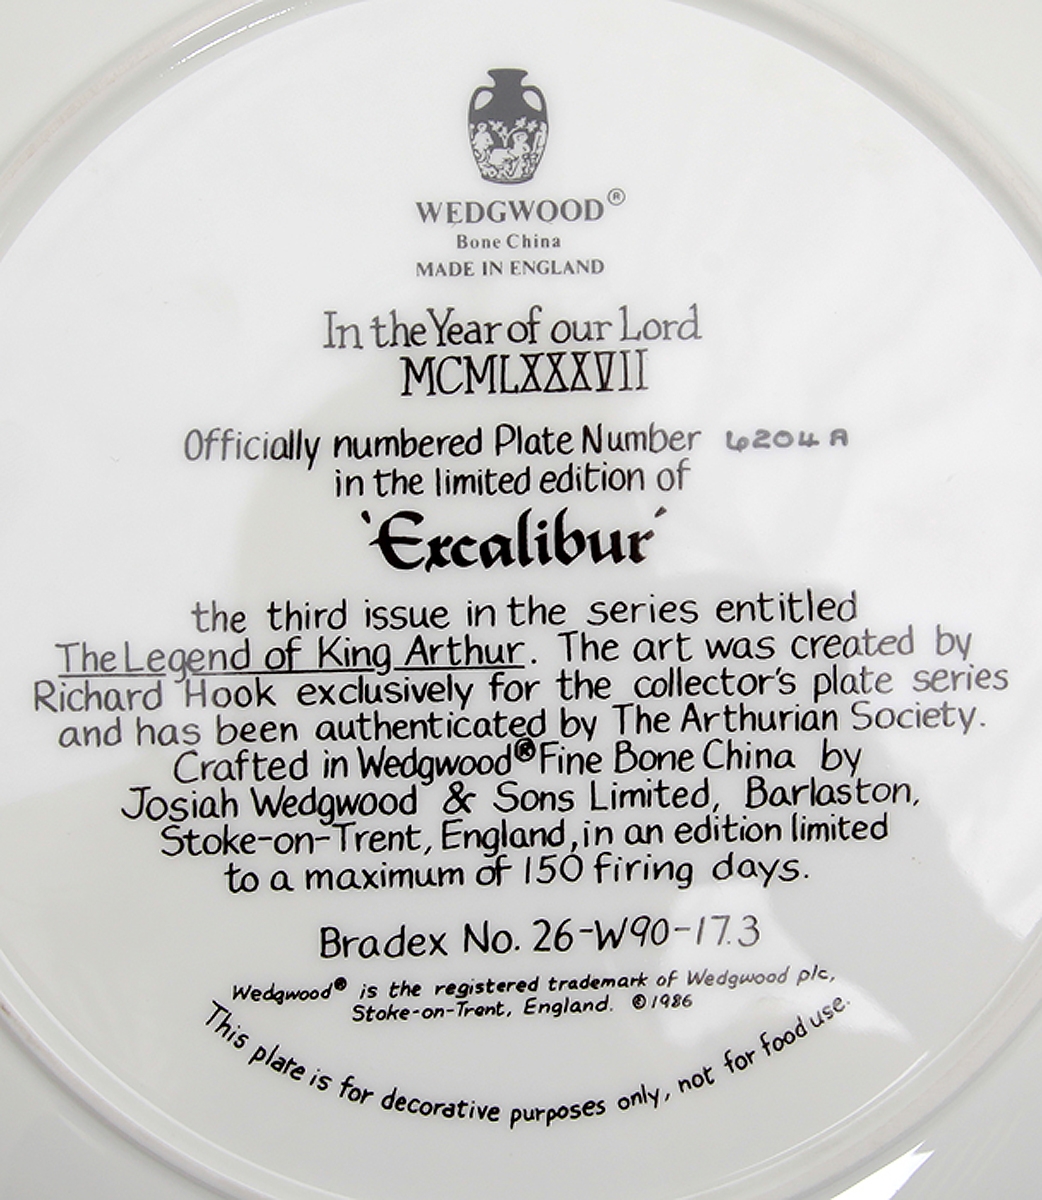 WEDGWOOD®
Bone China
MADE IN ENGLAND
In the Year of our Lord
MCMLXXXVII
Officially numbered Plate Number 6204 A
in the limited edition of
'Excalibur'
the third issue in the series entitled
The Legend of King Arthur. The art was created by
Richard Hook exclusively for the collector's plate series
and has been authenticated by The Arthurian Society.
Crafted in Wedgwood® Fine Bone China by
Josiah Wedgwood & Sons Limited, Barlaston,
Stoke-on-Trent, England, in an edition limited
to a maximum of 150 firing days.
Bradex No. 26-W90-17.3
Wedgwood® is the registered trademark of Wedgwood plc,
Stoke-on-Trent, England. ©1986
This plate is for decorative purposes only, not for food use.